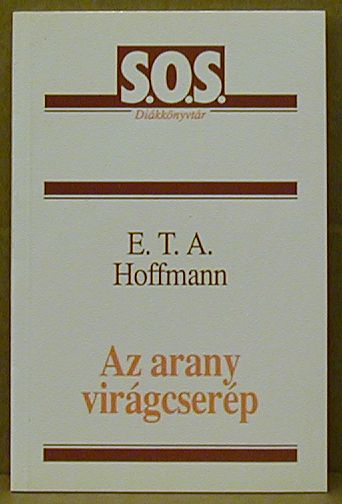 S.O.S.
Diákkönyvtár
E. T. A.
Hoffmann
Az arany
virágcserép